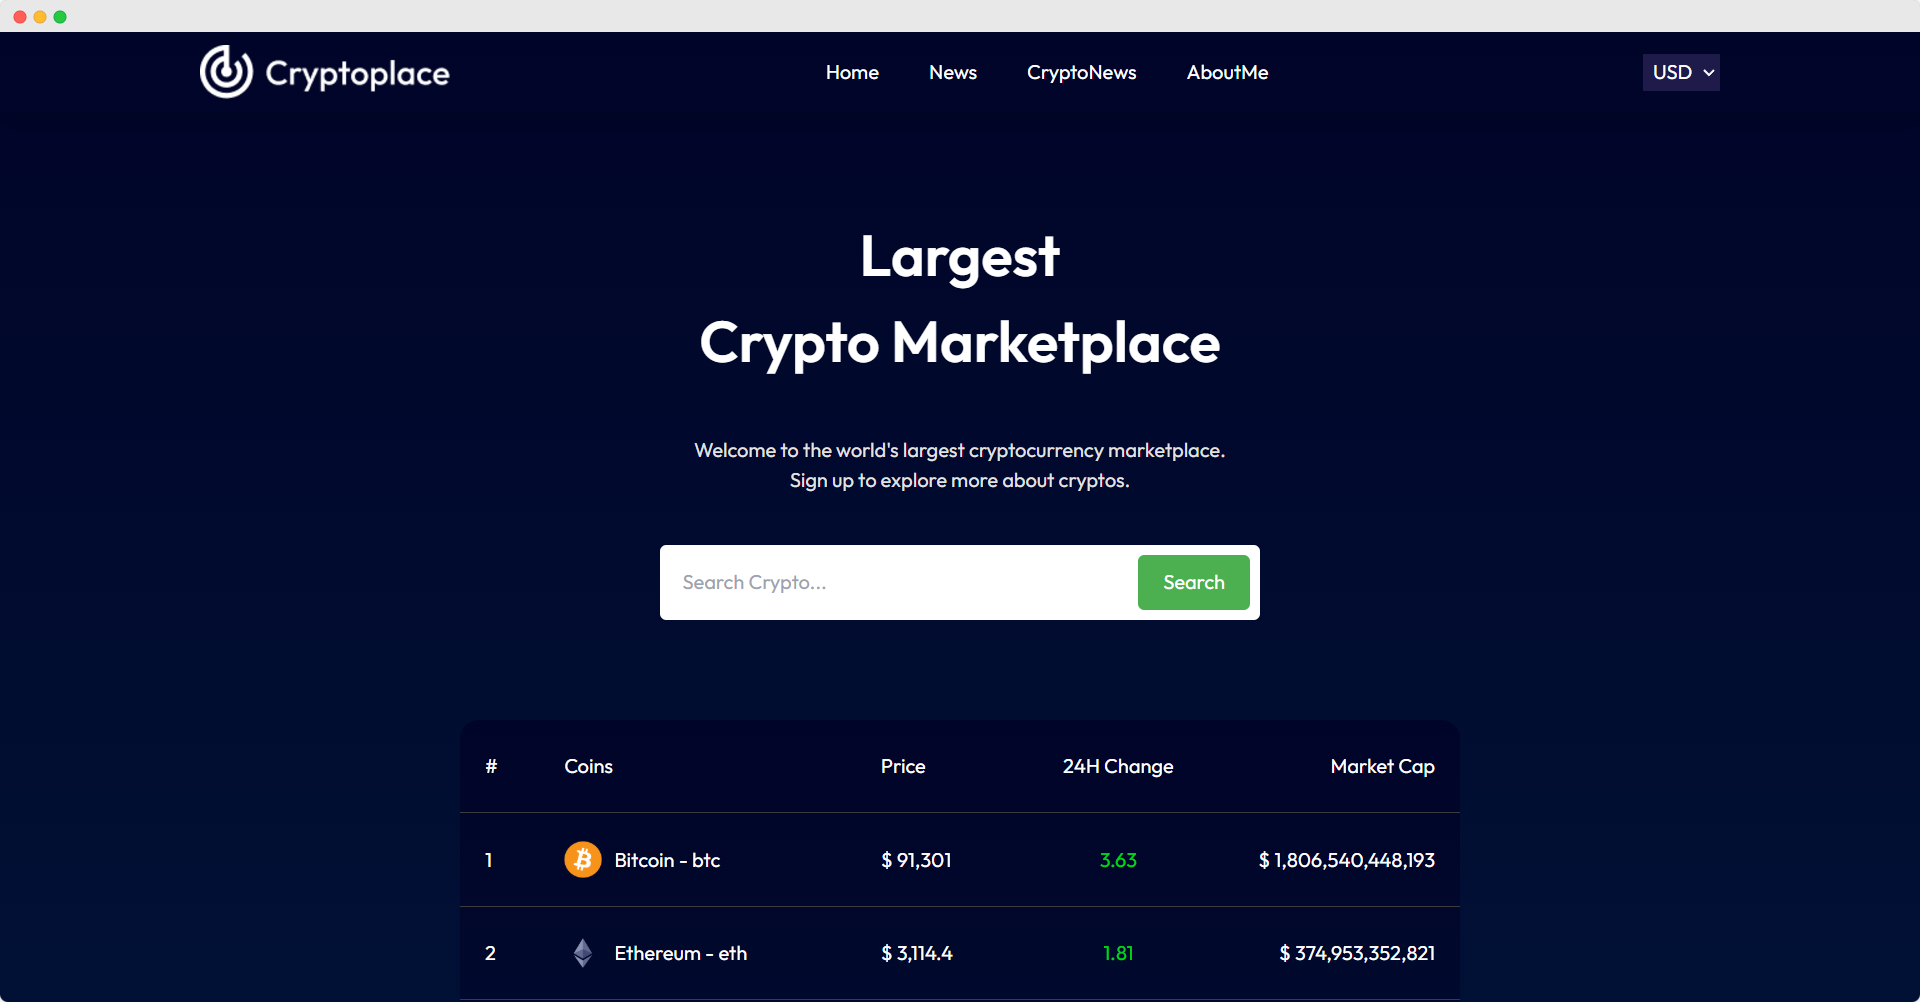 Cryptoplace
Home News CryptoNews AboutMe
USD
Largest
Crypto Marketplace
Welcome to the world's largest cryptocurrency marketplace.
Sign up to explore more about cryptos.
Search Crypto... Search
# Coins Price 24H Change Market Cap
1 Bitcoin - btc $ 91,301 3.63 $ 1,806,540,448,193
2 Ethereum - eth $ 3,114.4 1.81 $ 374,953,352,821